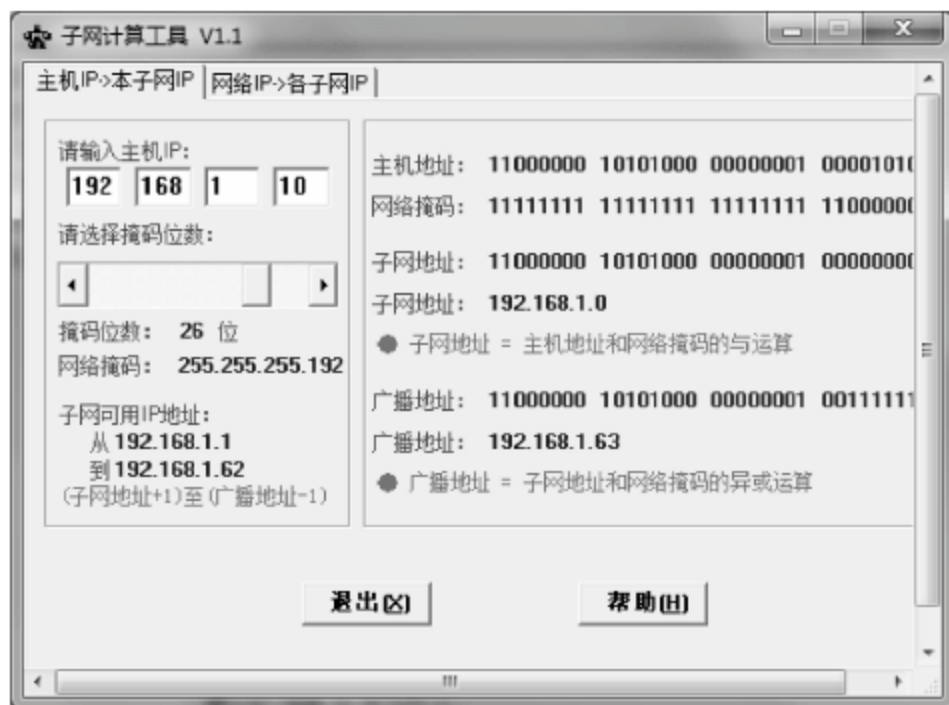 子网计算工具 V1.1
主机IP->本子网IP 网络IP->各子网IP
请输入主机IP:
192 168 1 10
请选择掩码位数:
掩码位数: 26 位
网络掩码: 255.255.255.192
子网可用IP地址:
从 192.168.1.1
到 192.168.1.62
(子网地址+1)至(广播地址-1)
主机地址: 11000000 10101000 00000001 00001010
网络掩码: 11111111 11111111 11111111 11000000
子网地址: 11000000 10101000 00000001 00000000
子网地址: 192.168.1.0
● 子网地址 = 主机地址和网络掩码的与运算
广播地址: 11000000 10101000 00000001 00111111
广播地址: 192.168.1.63
● 广播地址 = 子网地址和网络掩码的异或运算
退出(X) 帮助(H)